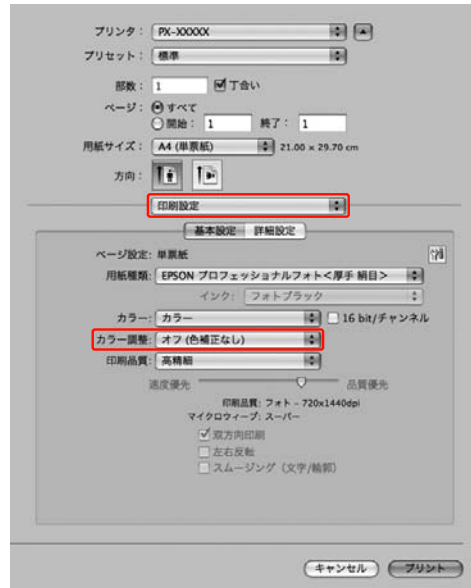 プリンタ： PX-XXXXX
プリセット： 標準
部数： 1 丁合い
ページ： すべて
開始： 1 終了： 1
用紙サイズ： A4 (単票紙) 21.00 × 29.70 cm
方向：
印刷設定
基本設定 詳細設定
ページ設定: 単票紙
用紙種類: EPSON プロフェッショナルフォト<厚手 絹目>
インク: フォトブラック
カラー: カラー 16 bit/チャンネル
カラー調整: オフ (色補正なし)
印刷品質: 高精細
速度優先 品質優先
印刷品質: フォト - 720x1440dpi
マイクロウィーブ: スーパー
双方向印刷
左右反転
スムージング (文字/輪郭)
キャンセル プリント